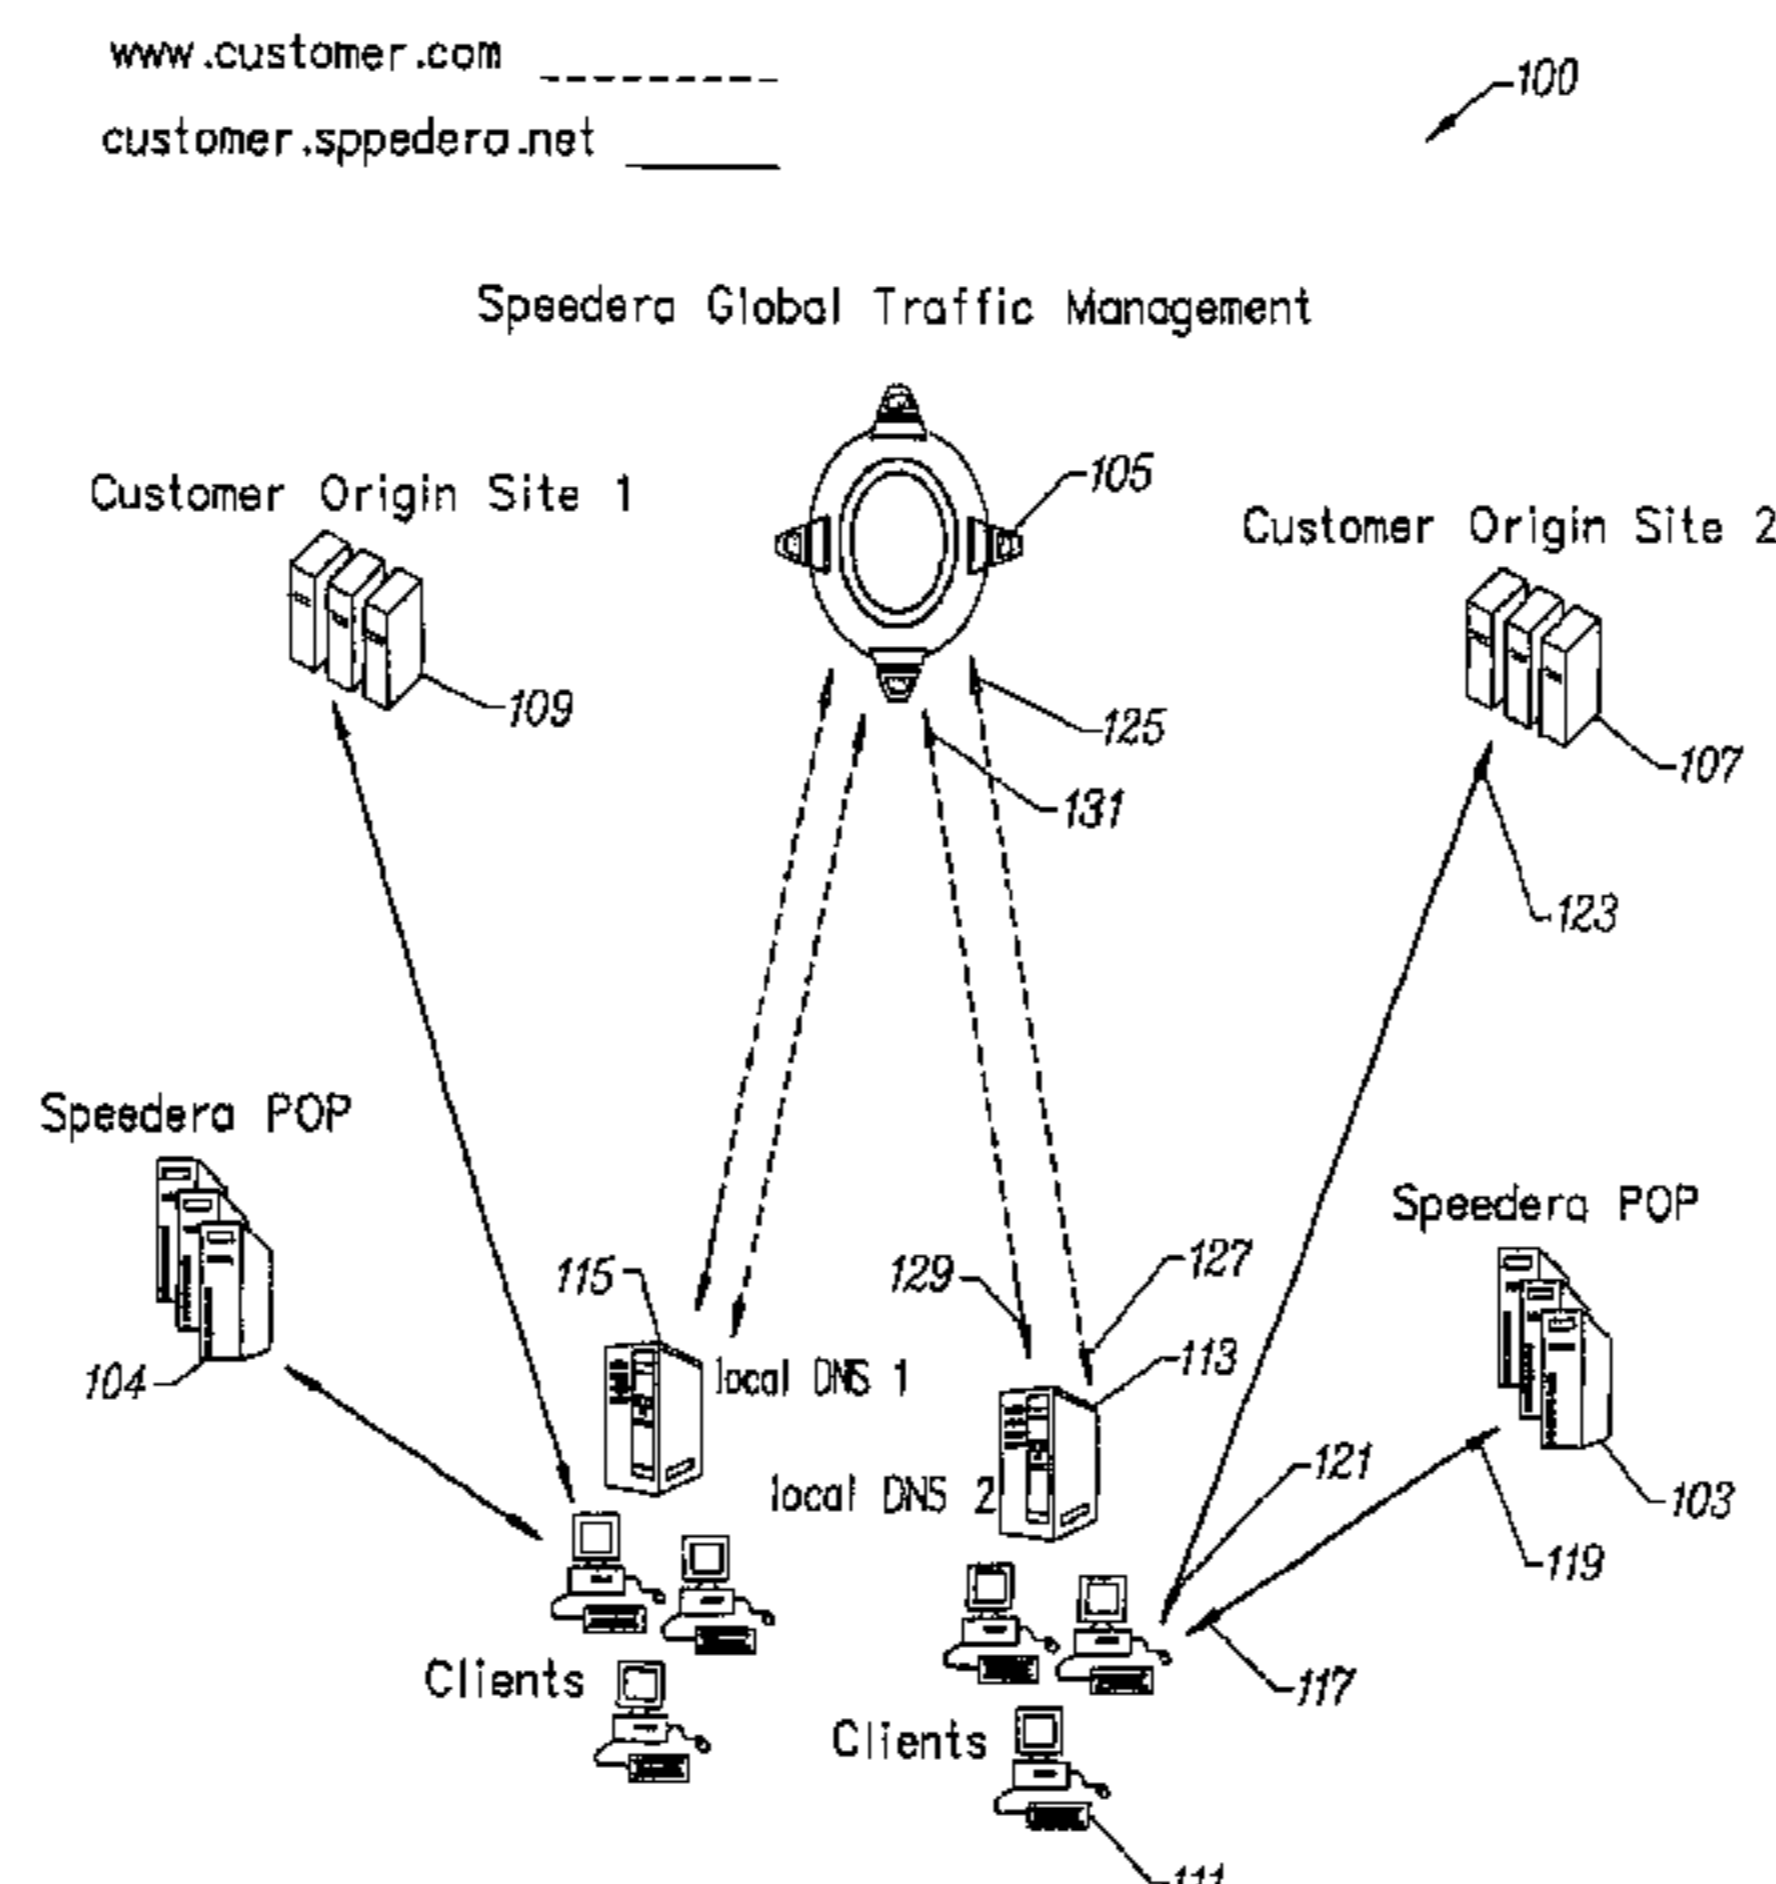 www.customer.com
100
customer.sppedera.net
Speedera Global Traffic Management
105
Customer Origin Site 1
Customer Origin Site 2
109
125
107
131
123
Speedera POP
Speedera POP
115
129
127
104
local DNS 1
113
local DNS 2
121
103
119
Clients
117
Clients
111